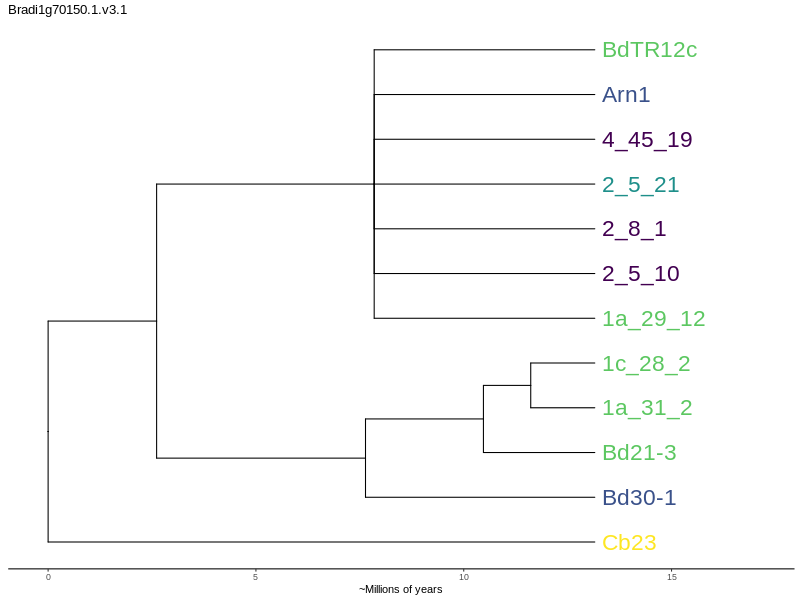 Bradi1g70150.1.v3.1
BdTR12c
Arn1
4_45_19
2_5_21
2_8_1
2_5_10
1a_29_12
1c_28_2
1a_31_2
Bd21-3
Bd30-1
Cb23
0 5 10 15
~Millions of years